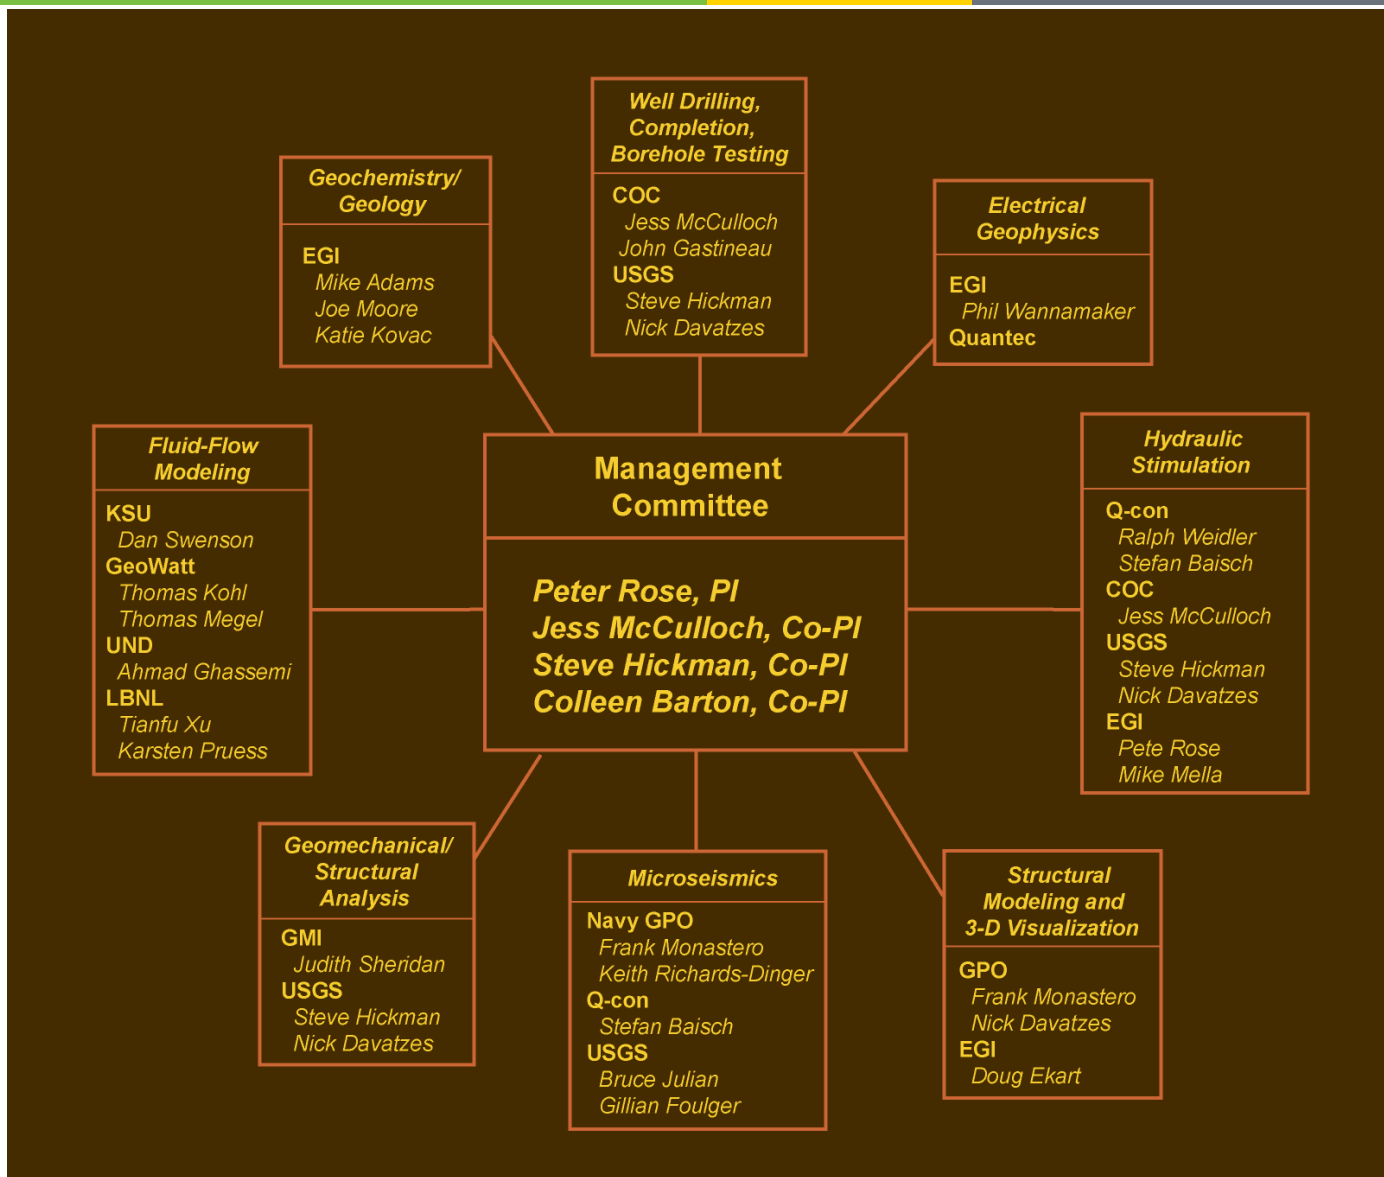 Well Drilling,
Completion,
Borehole Testing
COC
Jess McCulloch
John Gastineau
USGS
Steve Hickman
Nick Davatzes
Geochemistry/
Geology
EGI
Mike Adams
Joe Moore
Katie Kovac
Electrical
Geophysics
EGI
Phil Wannamaker
Quantec
Fluid-Flow
Modeling
KSU
Dan Swenson
GeoWatt
Thomas Kohl
Thomas Megel
UND
Ahmad Ghassemi
LBNL
Tianfu Xu
Karsten Pruess
Management
Committee
Peter Rose, PI
Jess McCulloch, Co-PI
Steve Hickman, Co-PI
Colleen Barton, Co-PI
Hydraulic
Stimulation
Q-con
Ralph Weidler
Stefan Baisch
COC
Jess McCulloch
USGS
Steve Hickman
Nick Davatzes
EGI
Pete Rose
Mike Mella
Geomechanical/
Structural
Analysis
GMI
Judith Sheridan
USGS
Steve Hickman
Nick Davatzes
Microseismics
Navy GPO
Frank Monastero
Keith Richards-Dinger
Q-con
Stefan Baisch
USGS
Bruce Julian
Gillian Foulger
Structural
Modeling and
3-D Visualization
GPO
Frank Monastero
Nick Davatzes
EGI
Doug Ekart